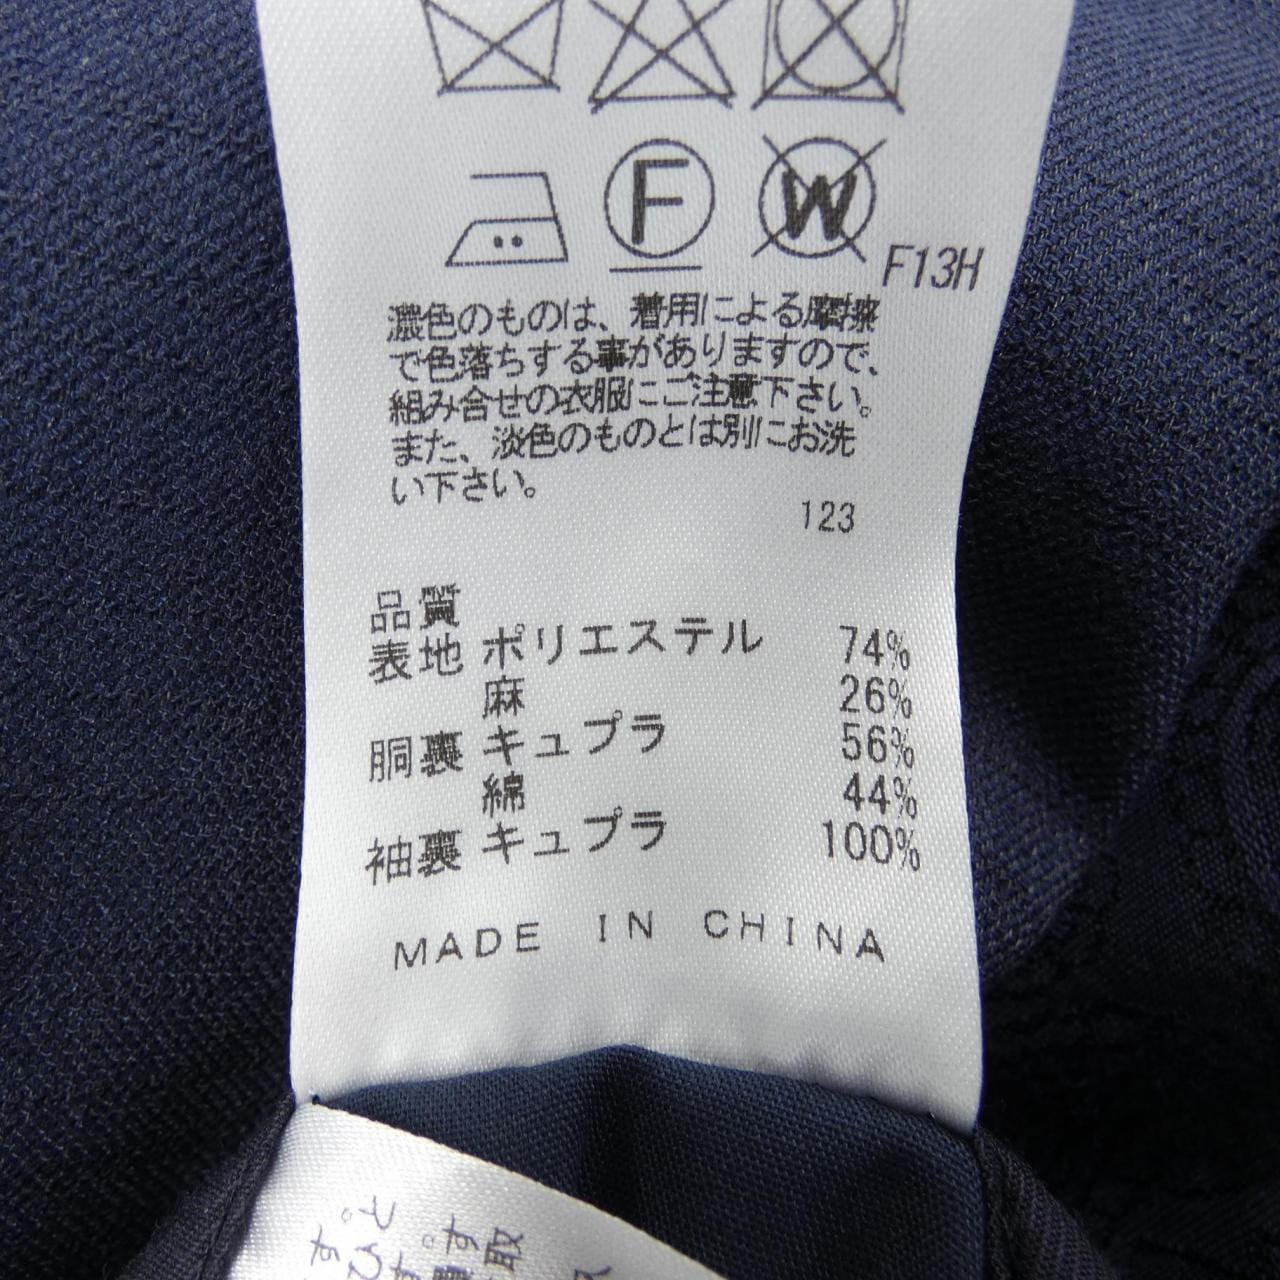 F
W
F13H
濃色のものは、着用による摩擦
で色落ちする事がありますので、
組み合せの衣服にご注意下さい。
また、淡色のものとは別にお洗
い下さい。
123
品質
表地 ポリエステル 74%
麻 26%
胴裏 キュプラ 56%
綿 44%
袖裏 キュプラ 100%
MADE IN CHINA